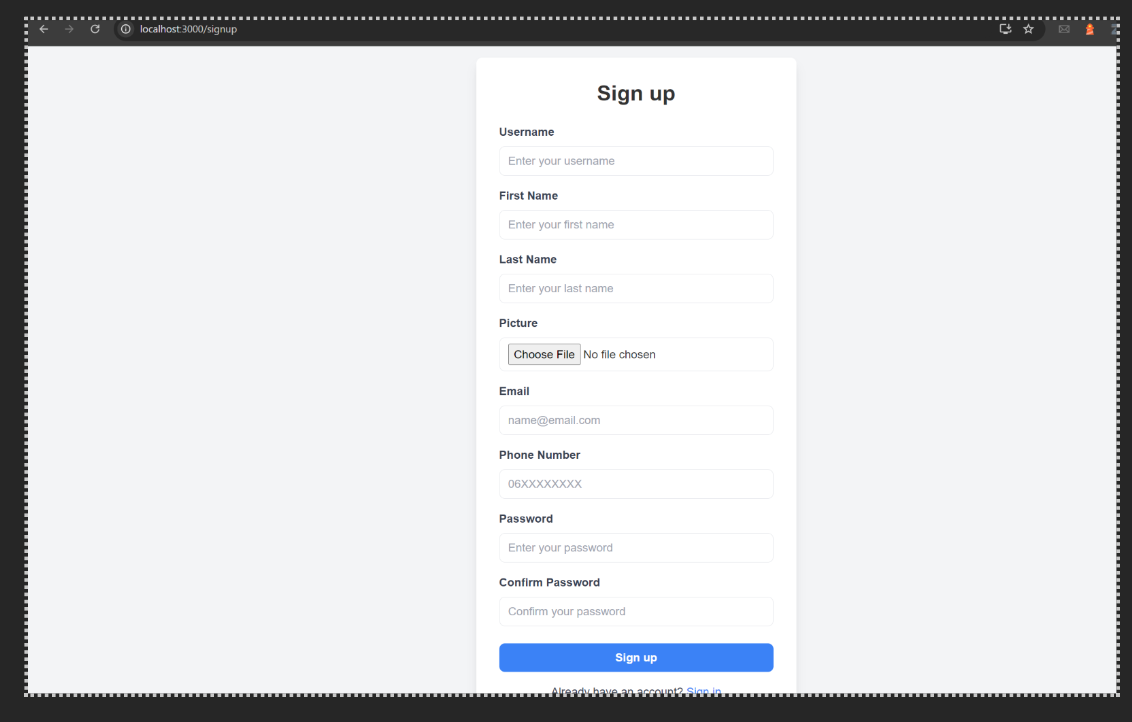 localhost:3000/signup
Sign up
Username
Enter your username
First Name
Enter your first name
Last Name
Enter your last name
Picture
Choose File No file chosen
Email
name@email.com
Phone Number
06XXXXXXXX
Password
Enter your password
Confirm Password
Confirm your password
Sign up
Already have an account? Sign in